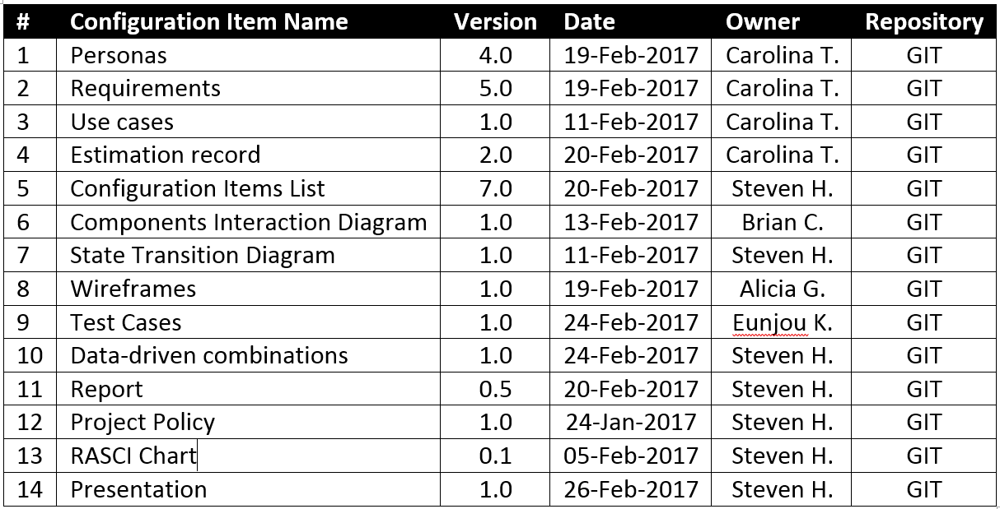 # Configuration Item Name Version Date Owner Repository
1 Personas 4.0 19-Feb-2017 Carolina T. GIT
2 Requirements 5.0 19-Feb-2017 Carolina T. GIT
3 Use cases 1.0 11-Feb-2017 Carolina T. GIT
4 Estimation record 2.0 20-Feb-2017 Carolina T. GIT
5 Configuration Items List 7.0 20-Feb-2017 Steven H. GIT
6 Components Interaction Diagram 1.0 13-Feb-2017 Brian C. GIT
7 State Transition Diagram 1.0 11-Feb-2017 Steven H. GIT
8 Wireframes 1.0 19-Feb-2017 Alicia G. GIT
9 Test Cases 1.0 24-Feb-2017 Eunjou K. GIT
10 Data-driven combinations 1.0 24-Feb-2017 Steven H. GIT
11 Report 0.5 20-Feb-2017 Steven H. GIT
12 Project Policy 1.0 24-Jan-2017 Steven H. GIT
13 RASCI Chart 0.1 05-Feb-2017 Steven H. GIT
14 Presentation 1.0 26-Feb-2017 Steven H. GIT